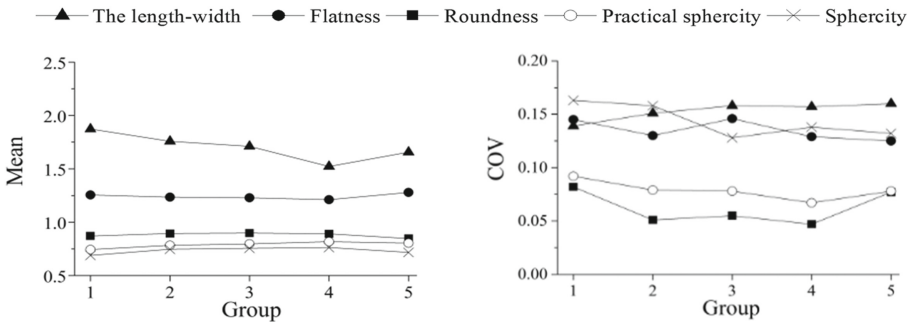 The length-width Flatness Roundness Practical sphercity Sphercity
Mean
2.5
2.0
1.5
1.0
0.5
1 2 3 4 5
Group
COV
0.20
0.15
0.10
0.05
0.00
1 2 3 4 5
Group